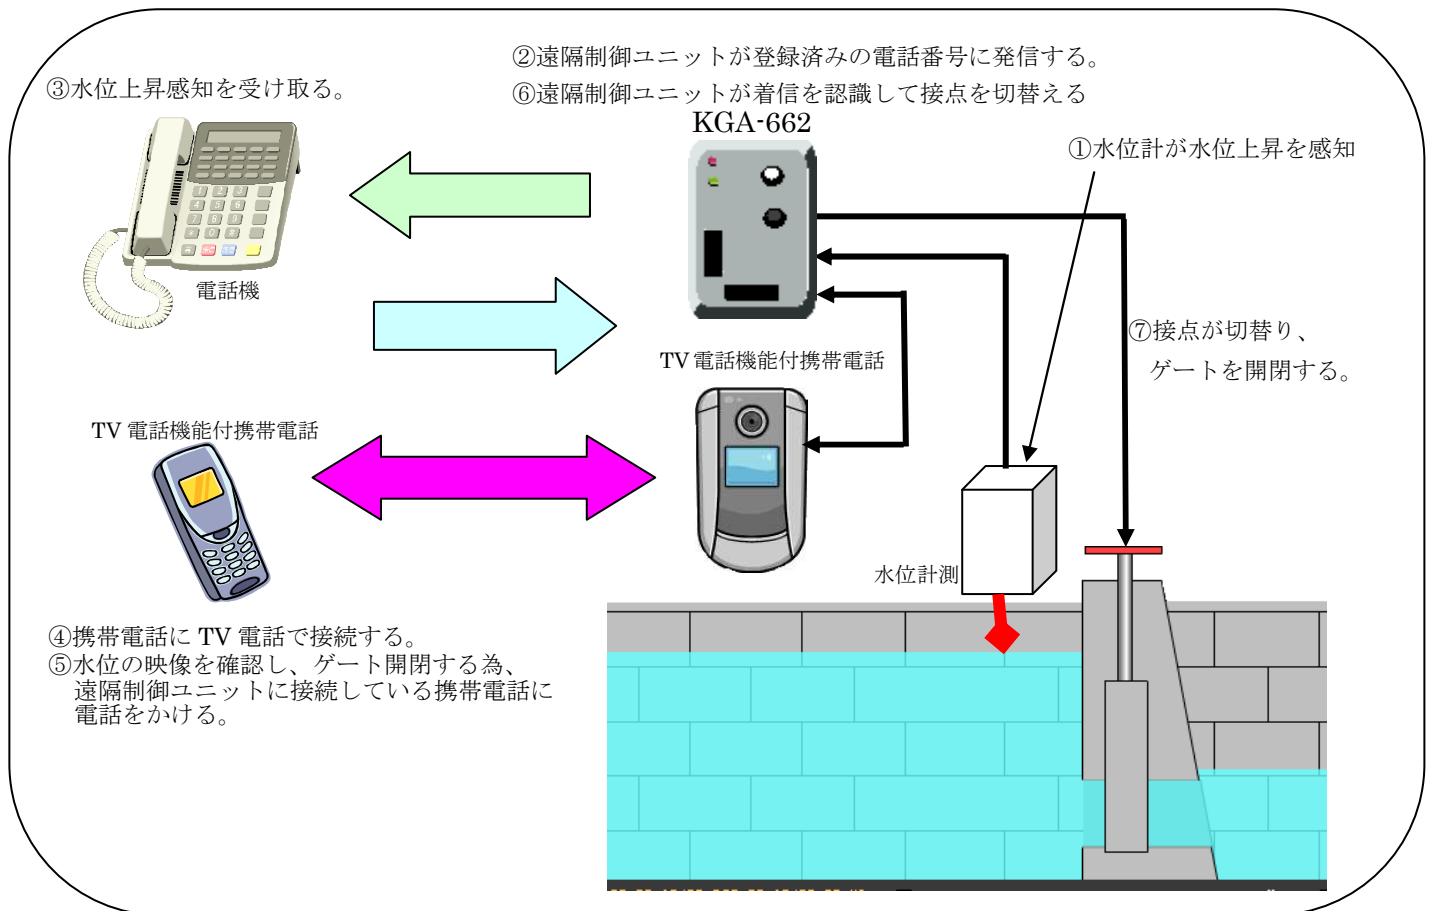 ②遠隔制御ユニットが登録済みの電話番号に発信する。
③水位上昇感知を受け取る。
⑥遠隔制御ユニットが着信を認識して接点を切替える
KGA-662
①水位計が水位上昇を感知
電話機
⑦接点が切替り、
ゲートを開閉する。
TV電話機能付携帯電話
TV 電話機能付携帯電話
水位計測
④携帯電話に TV 電話で接続する。
⑤水位の映像を確認し、ゲート開閉する為、
遠隔制御ユニットに接続している携帯電話に
電話をかける。